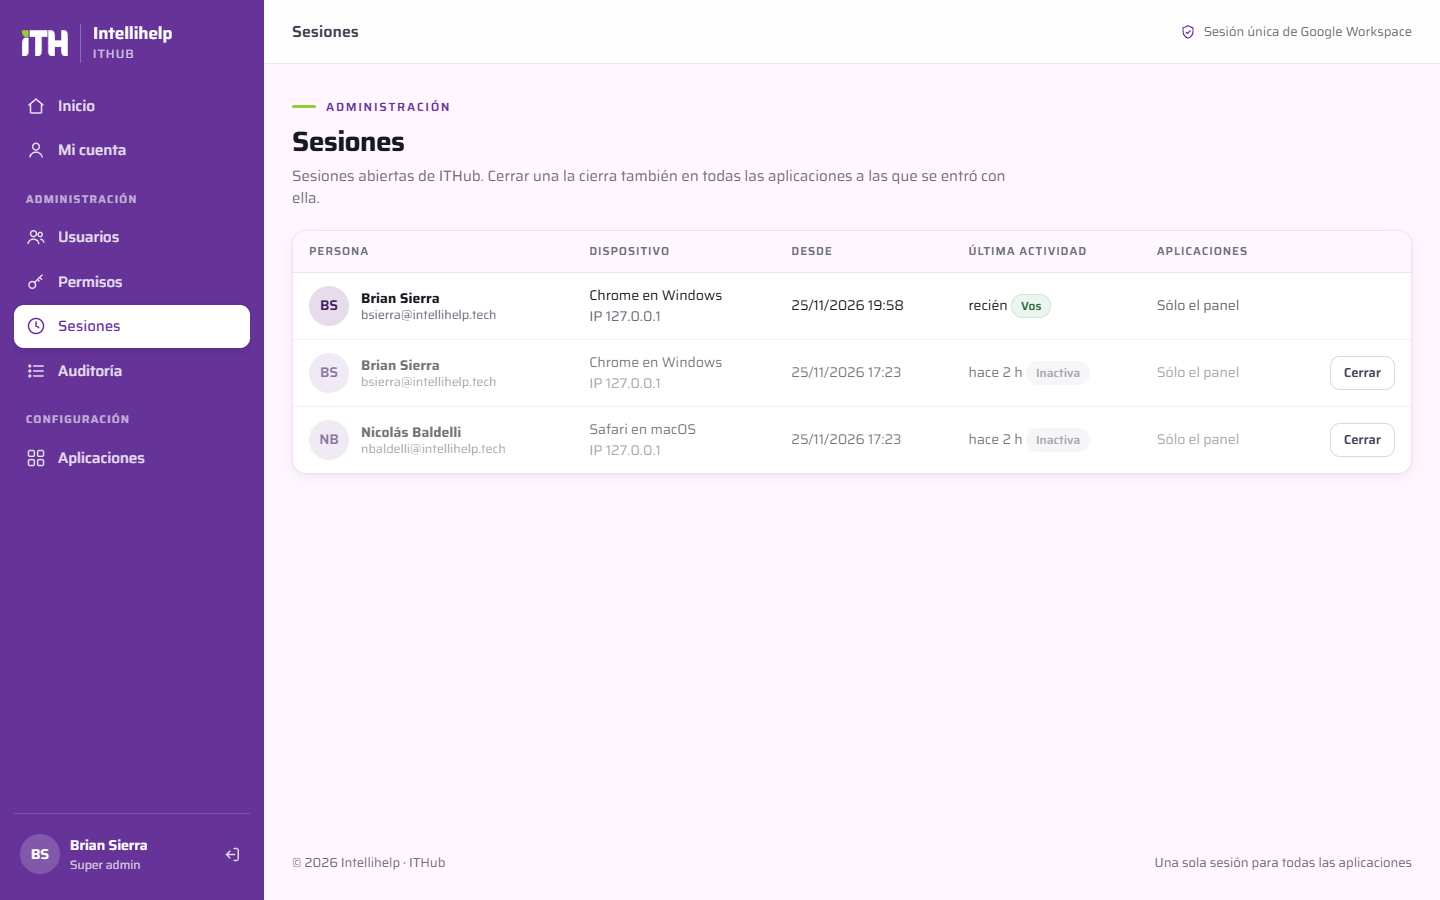 iTH
Intellihelp
ITHUB
Inicio
Mi cuenta
ADMINISTRACIÓN
Usuarios
Permisos
Sesiones
Auditoría
CONFIGURACIÓN
Aplicaciones
BS
Brian Sierra
Super admin
Sesiones
Sesión única de Google Workspace
ADMINISTRACIÓN
Sesiones
Sesiones abiertas de ITHub. Cerrar una la cierra también en todas las aplicaciones a las que se entró con
ella.
PERSONA DISPOSITIVO DESDE ÚLTIMA ACTIVIDAD APLICACIONES
BS Brian Sierra Chrome en Windows 25/11/2026 19:58 recién Vos Sólo el panel
bsierra@intellihelp.tech IP 127.0.0.1
BS Brian Sierra Chrome en Windows 25/11/2026 17:23 hace 2 h Inactiva Sólo el panel Cerrar
bsierra@intellihelp.tech IP 127.0.0.1
NB Nicolás Baldelli Safari en macOS 25/11/2026 17:23 hace 2 h Inactiva Sólo el panel Cerrar
nbaldelli@intellihelp.tech IP 127.0.0.1
© 2026 Intellihelp · ITHub
Una sola sesión para todas las aplicaciones